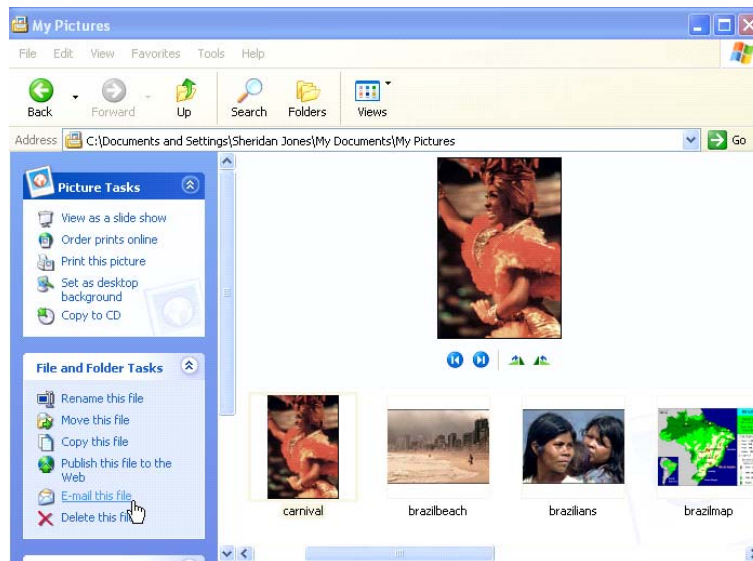 My Pictures
File Edit View Favorites Tools Help
Back Forward Up Search Folders Views
Address C:\Documents and Settings\Sheridan Jones\My Documents\My Pictures Go
Picture Tasks
View as a slide show
Order prints online
Print this picture
Set as desktop
background
Copy to CD
File and Folder Tasks
Rename this file
Move this file
Copy this file
Publish this file to the
Web
E-mail this file
Delete this
carnival brazilbeach brazilians brazilmap